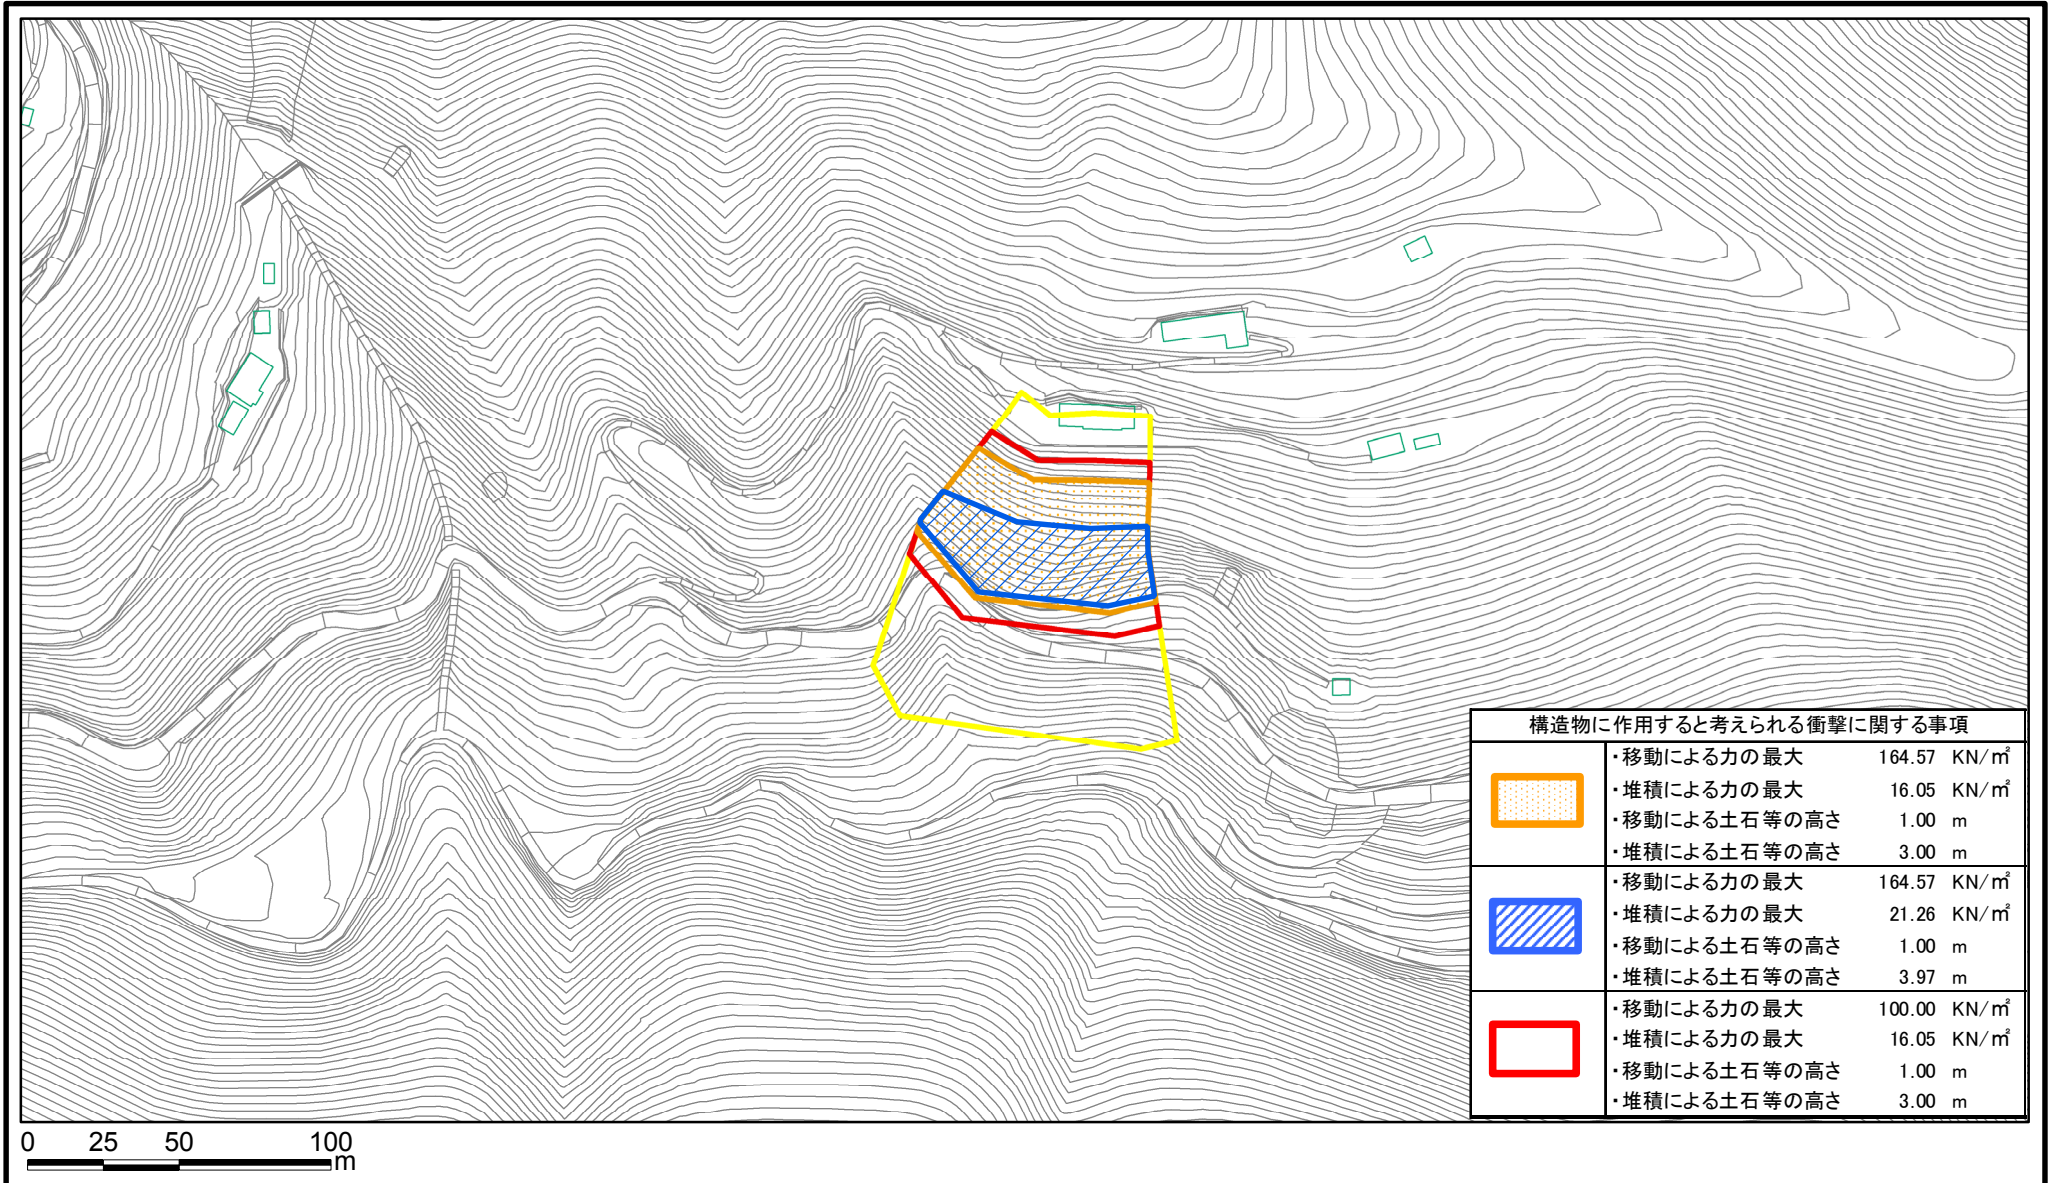 構造物に作用すると考えられる衝撃に関する事項
・移動による力の最大 164.57 KN/㎡
・堆積による力の最大 16.05 KN/㎡
・移動による土石等の高さ 1.00 m
・堆積による土石等の高さ 3.00 m
・移動による力の最大 164.57 KN/㎡
・堆積による力の最大 21.26 KN/㎡
・移動による土石等の高さ 1.00 m
・堆積による土石等の高さ 3.97 m
・移動による力の最大 100.00 KN/㎡
・堆積による力の最大 16.05 KN/㎡
・移動による土石等の高さ 1.00 m
・堆積による土石等の高さ 3.00 m
0 25 50 100
m